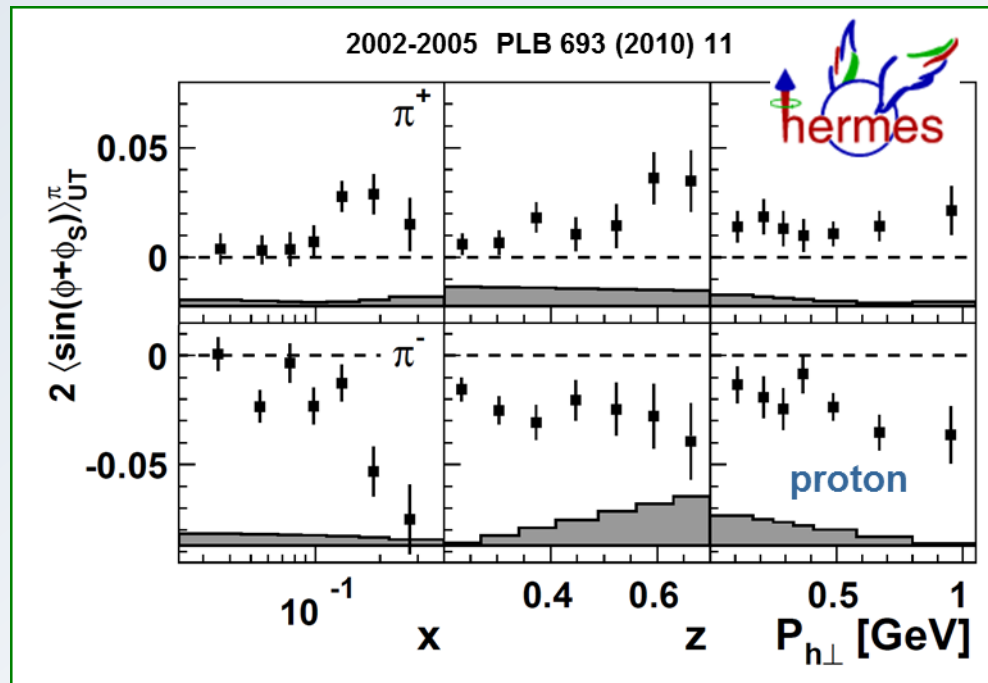 2002-2005 PLB 693 (2010) 11
hermes
π+
0.05
0
2 ⟨sin(ϕ+ϕS)⟩πUT
π-
0
-0.05
proton
10-1
0.4
0.6
0.5
1
x
z
Ph⊥ [GeV]